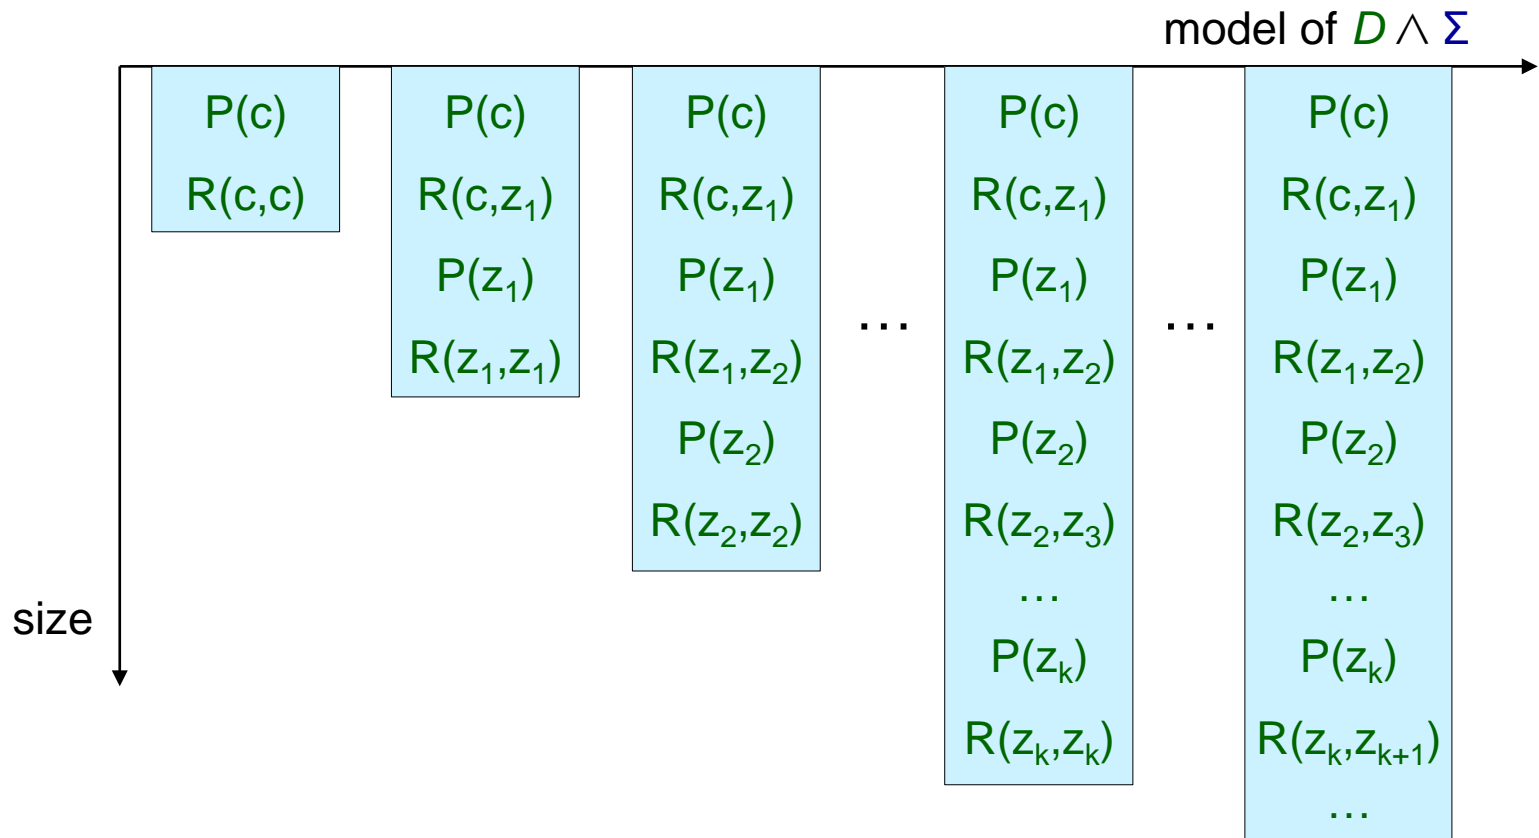 model of D ∧ Σ
P(c)
R(c,c)
P(c)
R(c,z₁)
P(z₁)
R(z₁,z₁)
P(c)
R(c,z₁)
P(z₁)
R(z₁,z₂)
P(z₂)
R(z₂,z₂)
…
P(c)
R(c,z₁)
P(z₁)
R(z₁,z₂)
P(z₂)
R(z₂,z₃)
…
P(zₖ)
R(zₖ,zₖ)
…
P(c)
R(c,z₁)
P(z₁)
R(z₁,z₂)
P(z₂)
R(z₂,z₃)
…
P(zₖ)
R(zₖ,zₖ₊₁)
…
size